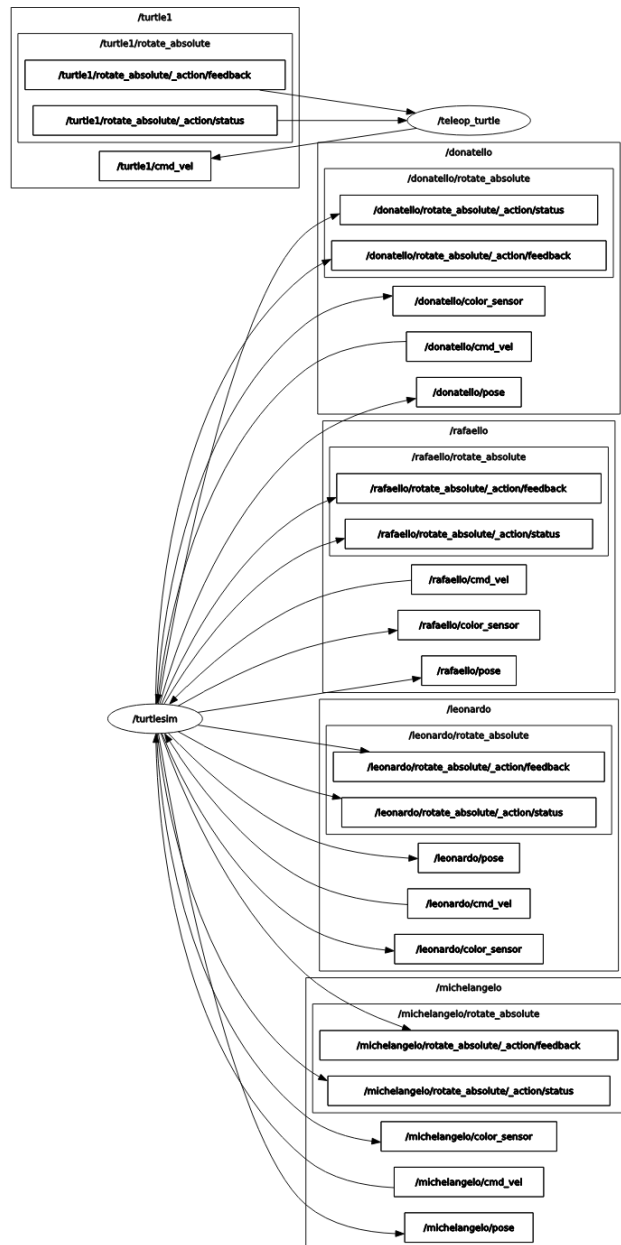 /turtle1
/turtle1/rotate_absolute
/turtle1/rotate_absolute/_action/feedback
/turtle1/rotate_absolute/_action/status
/teleop_turtle
/turtle1/cmd_vel
/donatello
/donatello/rotate_absolute
/donatello/rotate_absolute/_action/status
/donatello/rotate_absolute/_action/feedback
/donatello/color_sensor
/donatello/cmd_vel
/donatello/pose
/rafaello
/rafaello/rotate_absolute
/rafaello/rotate_absolute/_action/feedback
/rafaello/rotate_absolute/_action/status
/rafaello/cmd_vel
/rafaello/color_sensor
/rafaello/pose
/turtlesim
/leonardo
/leonardo/rotate_absolute
/leonardo/rotate_absolute/_action/feedback
/leonardo/rotate_absolute/_action/status
/leonardo/pose
/leonardo/cmd_vel
/leonardo/color_sensor
/michelangelo
/michelangelo/rotate_absolute
/michelangelo/rotate_absolute/_action/feedback
/michelangelo/rotate_absolute/_action/status
/michelangelo/color_sensor
/michelangelo/cmd_vel
/michelangelo/pose